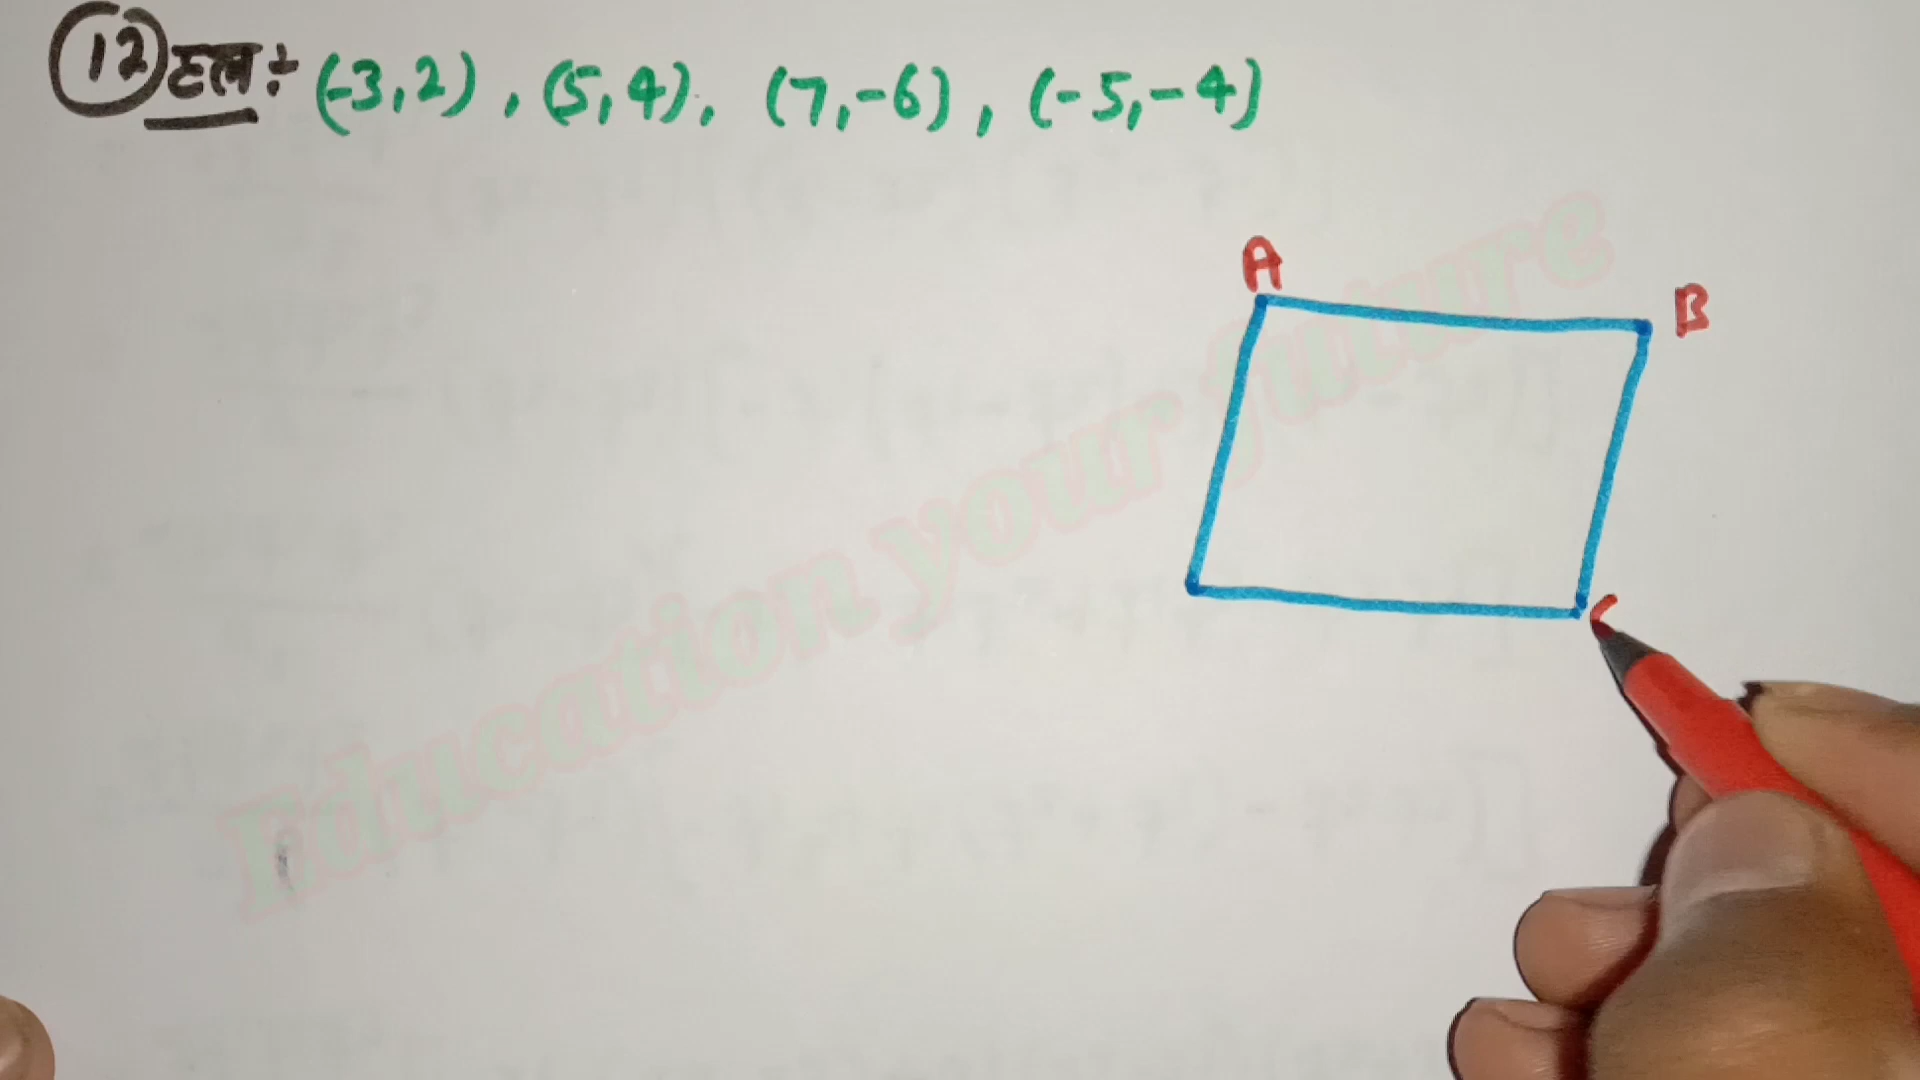 12 हल ÷ (-3,2) , (5,4), (7,-6) , (-5,-4)
A
B
Education your future